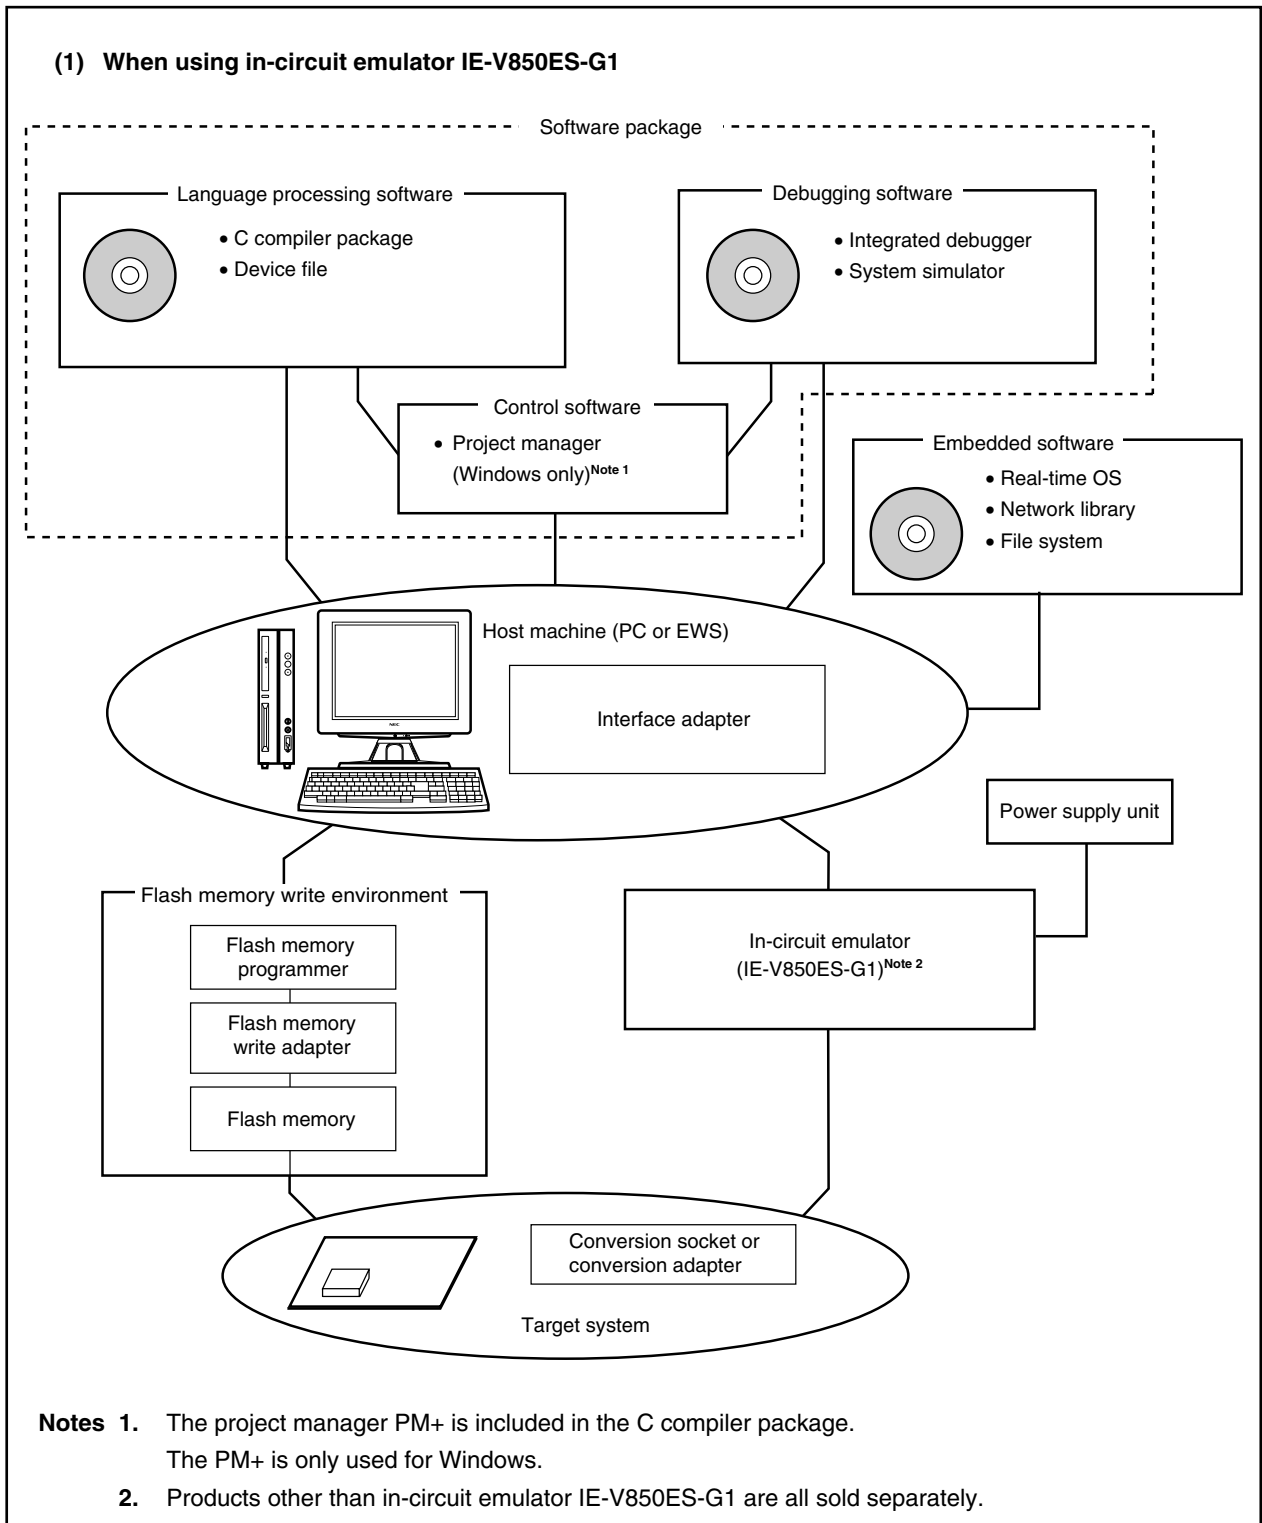 (1) When using in-circuit emulator IE-V850ES-G1
Software package
Language processing software
• C compiler package
• Device file
Debugging software
• Integrated debugger
• System simulator
Control software
• Project manager
(Windows only)Note 1
Embedded software
• Real-time OS
• Network library
• File system
Host machine (PC or EWS)
NEC
Interface adapter
Power supply unit
Flash memory write environment
Flash memory
programmer
Flash memory
write adapter
Flash memory
In-circuit emulator
(IE-V850ES-G1)Note 2
Conversion socket or
conversion adapter
Target system
Notes 1. The project manager PM+ is included in the C compiler package.
The PM+ is only used for Windows.
2. Products other than in-circuit emulator IE-V850ES-G1 are all sold separately.